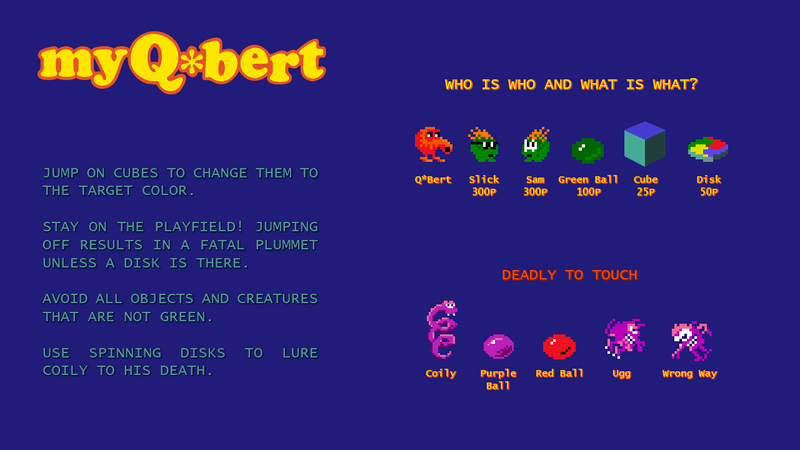 myQ*bert
JUMP ON CUBES TO CHANGE THEM TO
THE TARGET COLOR.
STAY ON THE PLAYFIELD! JUMPING
OFF RESULTS IN A FATAL PLUMMET
UNLESS A DISK IS THERE.
AVOID ALL OBJECTS AND CREATURES
THAT ARE NOT GREEN.
USE SPINNING DISKS TO LURE
COILY TO HIS DEATH.
WHO IS WHO AND WHAT IS WHAT?
Q*Bert Slick Sam Green Ball Cube Disk
300P 300P 100P 25P 50P
DEADLY TO TOUCH
Coily Purple Red Ball Ugg Wrong Way
Ball